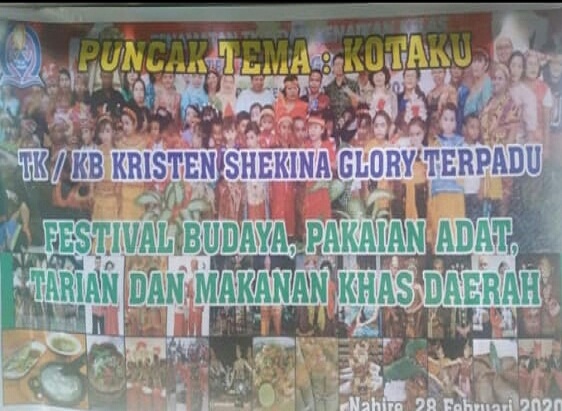 PUNCAK TEMA : KOTAKU
TK / KB KRISTEN SHEKINA GLORY TERPADU
FESTIVAL BUDAYA, PAKAIAN ADAT,
TARIAN DAN MAKANAN KHAS DAERAH
Nabire, 28 Februari 2020